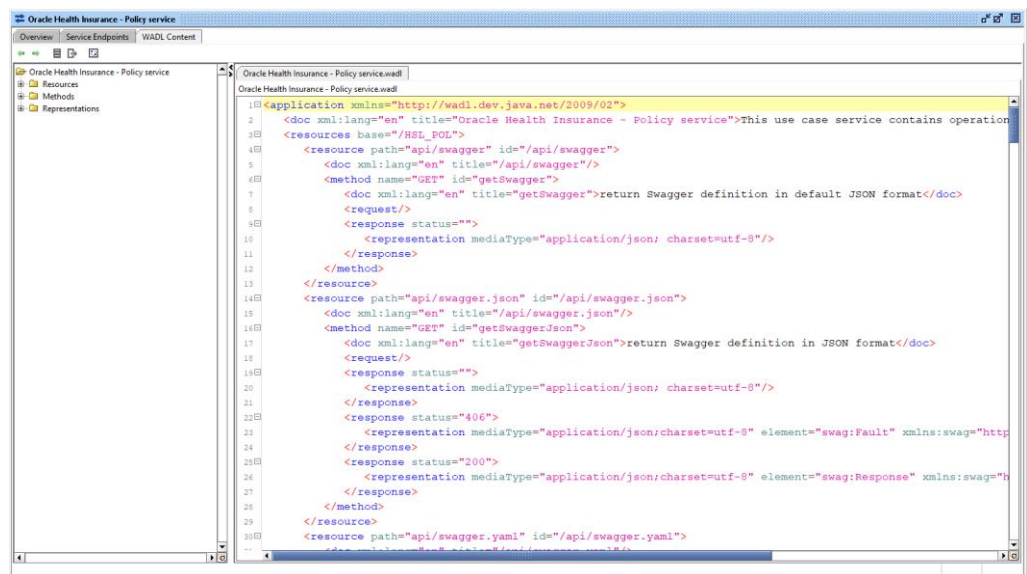 Oracle Health Insurance - Policy service
Overview Service Endpoints WADL Content
Oracle Health Insurance - Policy service
Resources
Methods
Representations
Oracle Health Insurance - Policy service.wadl
Oracle Health Insurance - Policy service.wadl
1 <application xmlns="http://wadl.dev.java.net/2009/02">
2 <doc xml:lang="en" title="Oracle Health Insurance - Policy service">This use case service contains operation
3 <resources base="/HSL_POL">
4 <resource path="api/swagger" id="/api/swagger">
5 <doc xml:lang="en" title="/api/swagger"/>
6 <method name="GET" id="getSwagger">
7 <doc xml:lang="en" title="getSwagger">return Swagger definition in default JSON format</doc>
8 <request/>
9 <response status="">
10 <representation mediaType="application/json; charset=utf-8"/>
11 </response>
12 </method>
13 </resource>
14 <resource path="api/swagger.json" id="/api/swagger.json">
15 <doc xml:lang="en" title="/api/swagger.json"/>
16 <method name="GET" id="getSwaggerJson">
17 <doc xml:lang="en" title="getSwaggerJson">return Swagger definition in JSON format</doc>
18 <request/>
19 <response status="">
20 <representation mediaType="application/json; charset=utf-8"/>
21 </response>
22 <response status="406">
23 <representation mediaType="application/json;charset=utf-8" element="swag:Fault" xmlns:swag="http
24 </response>
25 <response status="200">
26 <representation mediaType="application/json;charset=utf-8" element="swag:Response" xmlns:swag="h
27 </response>
28 </method>
29 </resource>
30 <resource path="api/swagger.yaml" id="/api/swagger.yaml">